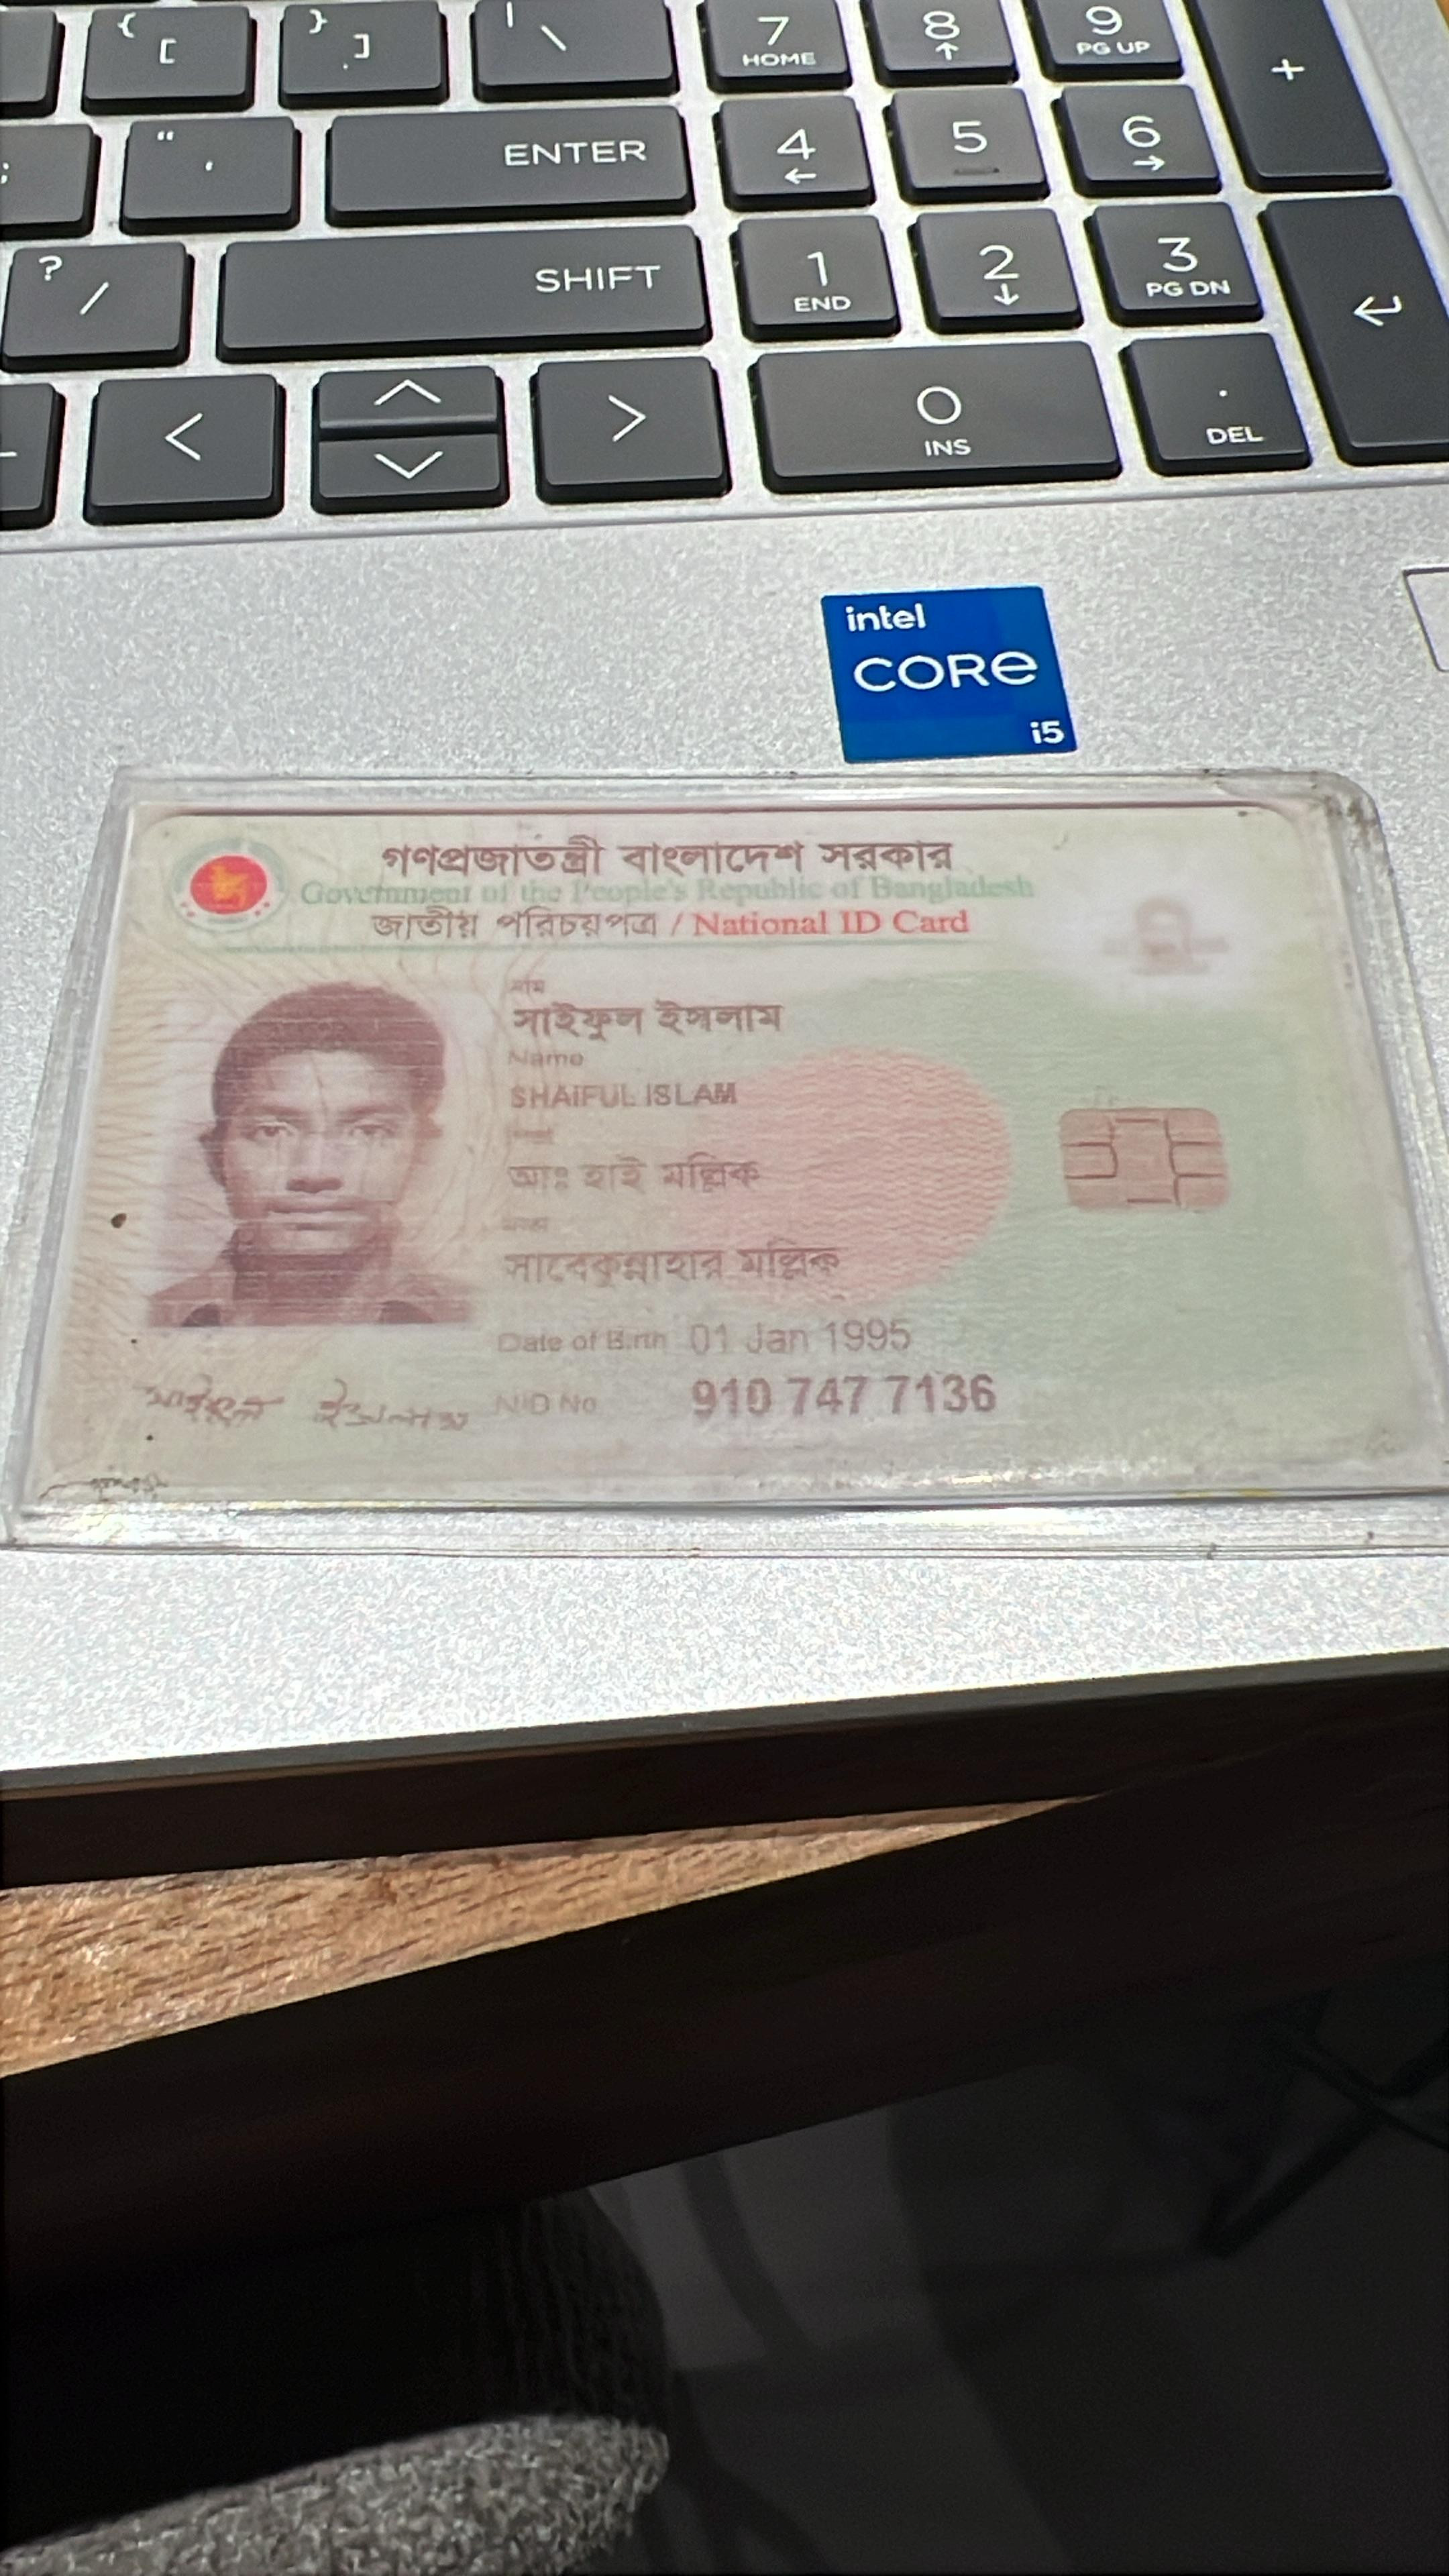 { [
} ]
| \
7 HOME
8 ↑
9 PG UP
+
;
" '
ENTER
4 ←
5
6 →
? /
SHIFT
1 END
2 ↓
3 PG DN
<
>
0 INS
. DEL
intel
CORE
i5
গণপ্রজাতন্ত্রী বাংলাদেশ সরকার
Government of the People's Republic of Bangladesh
জাতীয় পরিচয়পত্র / National ID Card
নাম
সাইফুল ইসলাম
Name
SHAIFUL ISLAM
আঃ হাই মল্লিক
সাবেকুন্নাহার মল্লিক
Date of Birth 01 Jan 1995
সাইফুল ইসলাম
NID No 910 747 7136